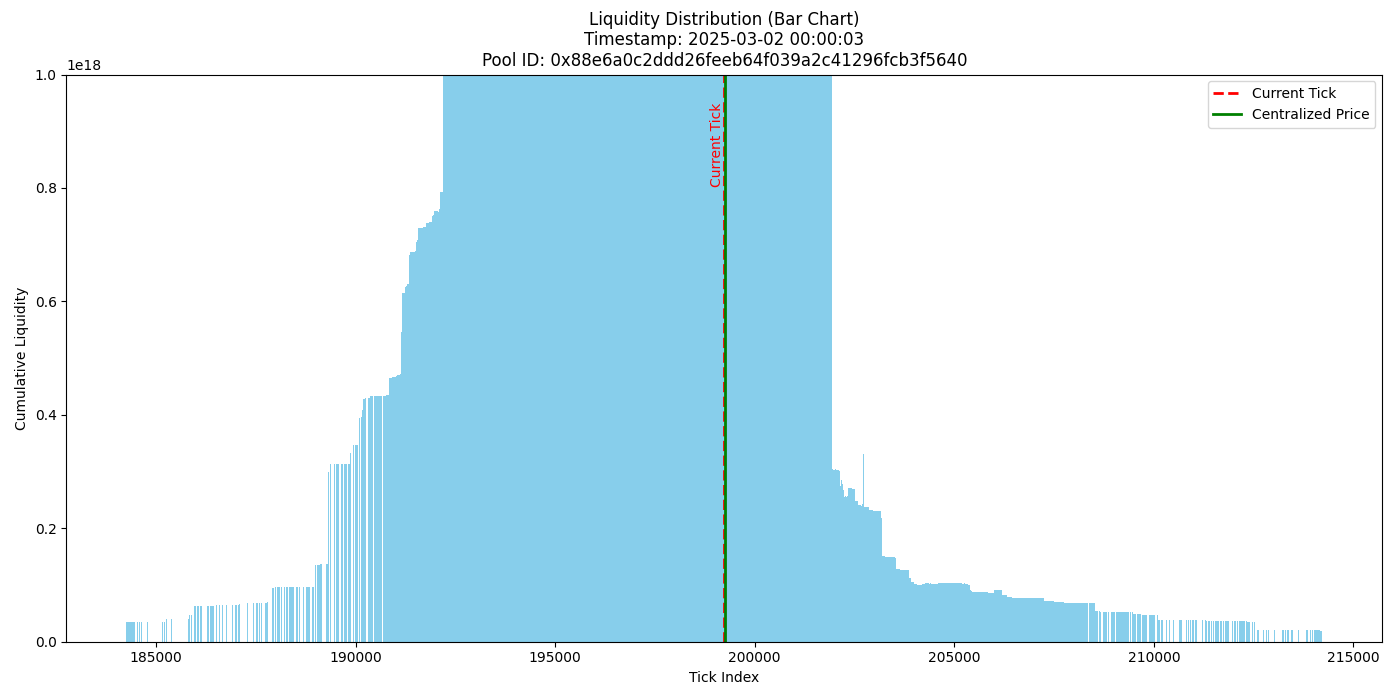 Liquidity Distribution (Bar Chart)
Timestamp: 2025-03-02 00:00:03
Pool ID: 0x88e6a0c2ddd26feeb64f039a2c41296fcb3f5640
1e18
1.0
0.8
0.6
0.4
0.2
0.0
Cumulative Liquidity
Current Tick
Current Tick
Centralized Price
185000
190000
195000
200000
205000
210000
215000
Tick Index